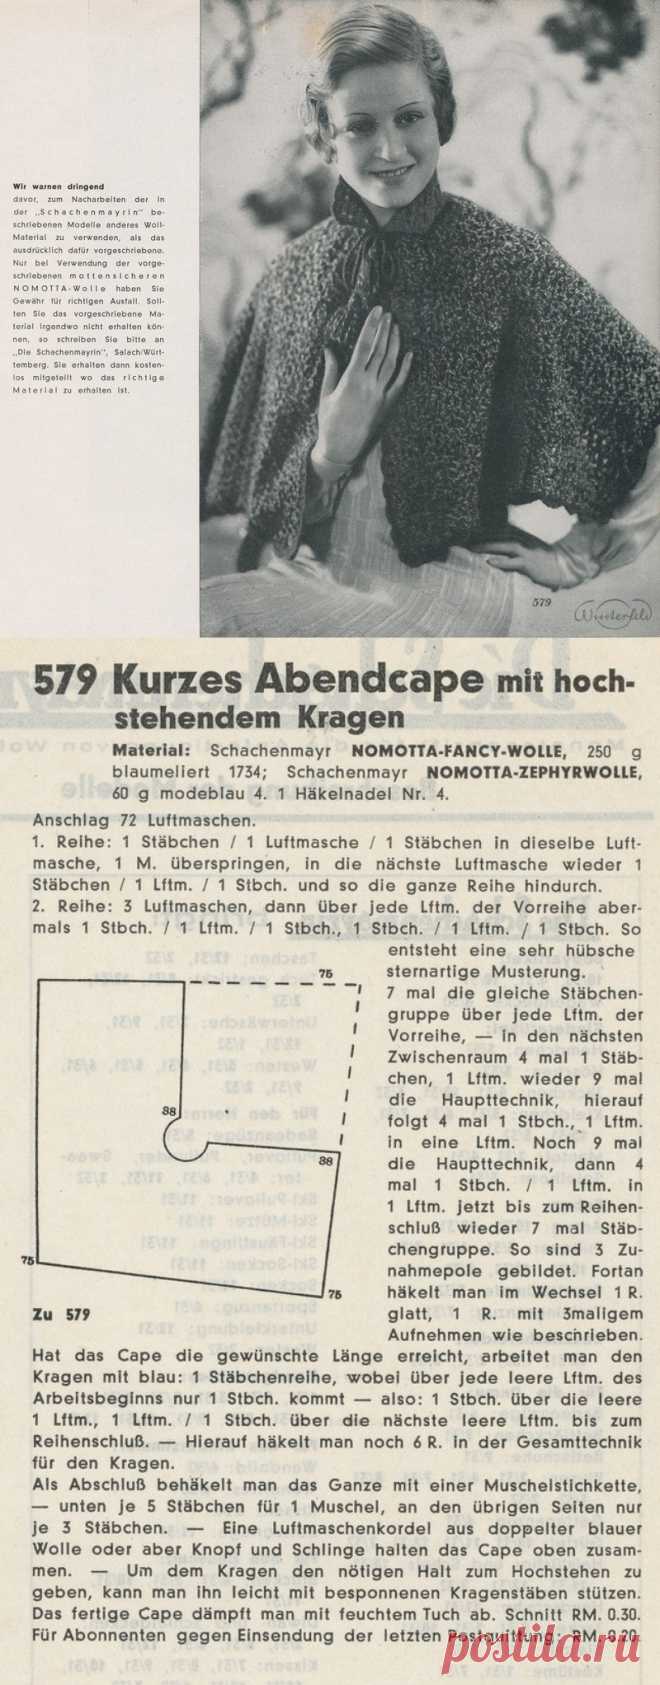 Wir warnen dringend
davor, zum Nacharbeiten der in
der „Schachenmayrin" be-
schriebenen Modelle anderes Woll-
Material zu verwenden, als das
ausdrücklich dafür vorgeschriebene.
Nur bei Verwendung der vorge-
schriebenen mottensicheren
NOMOTTA-Wolle haben Sie
Gewähr für richtigen Ausfall. Soll-
ten Sie das vorgeschriebene Ma-
terial irgendwo nicht erhalten kön-
nen, so schreiben Sie bitte an
„Die Schachenmayrin", Salach/Würt-
temberg. Sie erhalten dann kosten-
los mitgeteilt wo das richtige
Material zu erhalten ist.
579
Winterfeld
579 Kurzes Abendcape mit hoch-
stehendem Kragen
Material: Schachenmayr NOMOTTA-FANCY-WOLLE, 250 g
blaumeliert 1734; Schachenmayr NOMOTTA-ZEPHYRWOLLE,
60 g modeblau 4. 1 Häkelnadel Nr. 4.
Anschlag 72 Luftmaschen.
1. Reihe: 1 Stäbchen / 1 Luftmasche / 1 Stäbchen in dieselbe Luft-
masche, 1 M. überspringen, in die nächste Luftmasche wieder 1
Stäbchen / 1 Lftm. / 1 Stbch. und so die ganze Reihe hindurch.
2. Reihe: 3 Luftmaschen, dann über jede Lftm. der Vorreihe aber-
mals 1 Stbch. / 1 Lftm. / 1 Stbch., 1 Stbch. / 1 Lftm. / 1 Stbch. So
entsteht eine sehr hübsche
sternartige Musterung.
7 mal die gleiche Stäbchen-
gruppe über jede Lftm. der
Vorreihe, — in den nächsten
Zwischenraum 4 mal 1 Stäb-
chen, 1 Lftm. wieder 9 mal
die Haupttechnik, hierauf
folgt 4 mal 1 Stbch., 1 Lftm.
in eine Lftm. Noch 9 mal
die Haupttechnik, dann 4
mal 1 Stbch. / 1 Lftm. in
1 Lftm. jetzt bis zum Reihen-
schluß wieder 7 mal Stäb-
chengruppe. So sind 3 Zu-
nahmepole gebildet. Fortan
häkelt man im Wechsel 1 R.
glatt, 1 R. mit 3maligem
Aufnehmen wie beschrieben.
75
38
38
75
75
Zu 579
Hat das Cape die gewünschte Länge erreicht, arbeitet man den
Kragen mit blau: 1 Stäbchenreihe, wobei über jede leere Lftm. des
Arbeitsbeginns nur 1 Stbch. kommt — also: 1 Stbch. über die leere
1 Lftm., 1 Lftm. / 1 Stbch. über die nächste leere Lftm. bis zum
Reihenschluß. — Hierauf häkelt man noch 6 R. in der Gesamttechnik
für den Kragen.
Als Abschluß behäkelt man das Ganze mit einer Muschelstichkette,
— unten je 5 Stäbchen für 1 Muschel, an den übrigen Seiten nur
je 3 Stäbchen. — Eine Luftmaschenkordel aus doppelter blauer
Wolle oder aber Knopf und Schlinge halten das Cape oben zusam-
men. — Um dem Kragen den nötigen Halt zum Hochstehen zu
geben, kann man ihn leicht mit besponnenen Kragenstäben stützen.
Das fertige Cape dämpft man mit feuchtem Tuch ab. Schnitt RM. 0.30.
Für Abonnenten gegen Einsendung der letzten Postquittung: RM. 0.20.
postila.ru